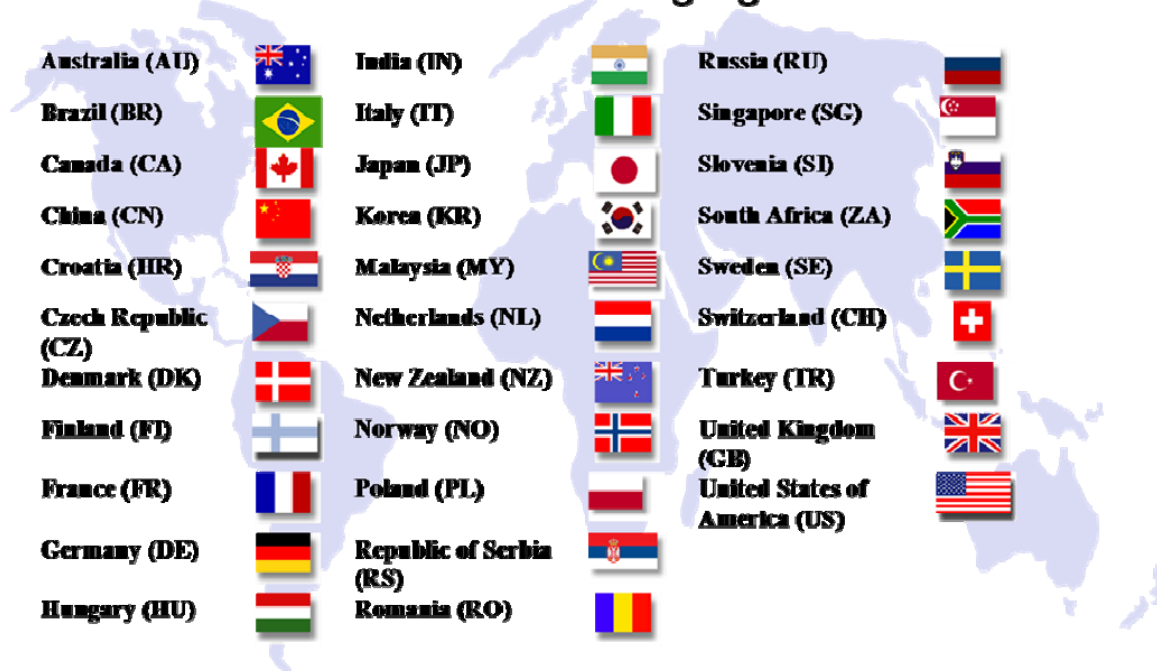 Australia (AU)
Brazil (BR)
Canada (CA)
China (CN)
Croatia (HR)
Czech Republic
(CZ)
Denmark (DK)
Finland (FI)
France (FR)
Germany (DE)
Hungary (HU)
India (IN)
Italy (IT)
Japan (JP)
Korea (KR)
Malaysia (MY)
Netherlands (NL)
New Zealand (NZ)
Norway (NO)
Poland (PL)
Republic of Serbia
(RS)
Romania (RO)
Russia (RU)
Singapore (SG)
Slovenia (SI)
South Africa (ZA)
Sweden (SE)
Switzerland (CH)
Turkey (TR)
United Kingdom
(GB)
United States of
America (US)